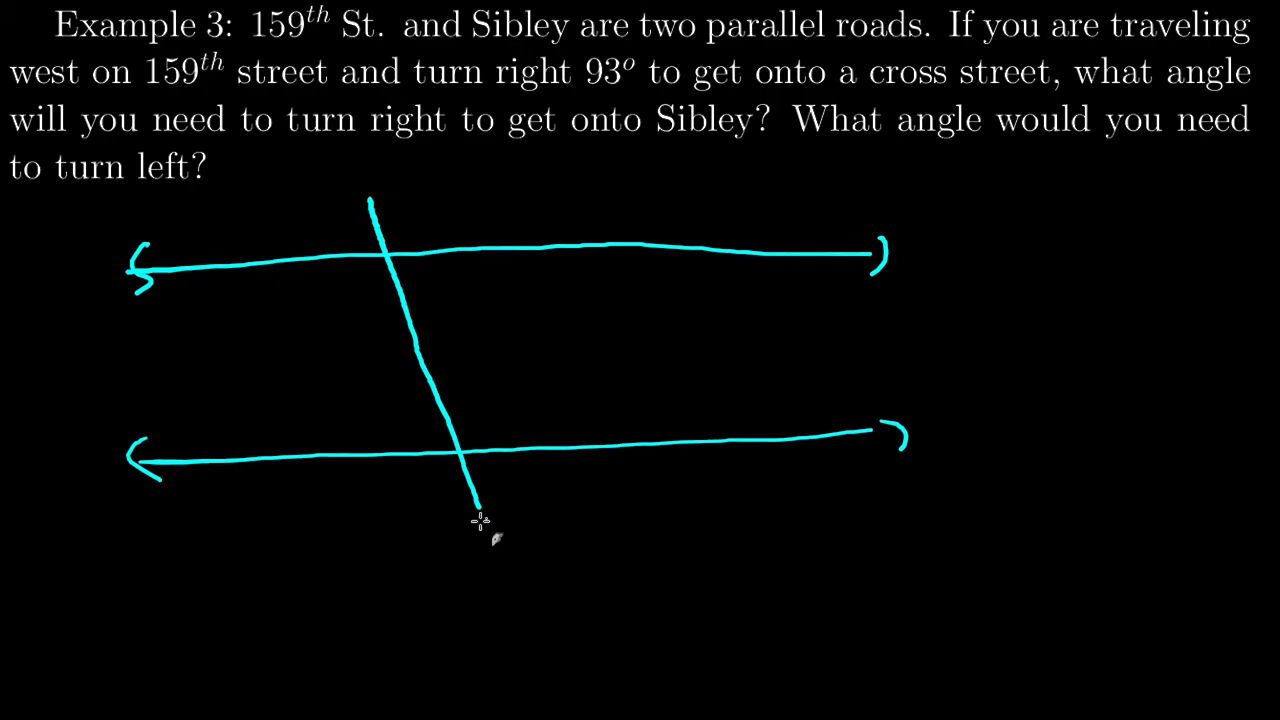 Example 3: 159th St. and Sibley are two parallel roads. If you are traveling
west on 159th street and turn right 93° to get onto a cross street, what angle
will you need to turn right to get onto Sibley? What angle would you need
to turn left?